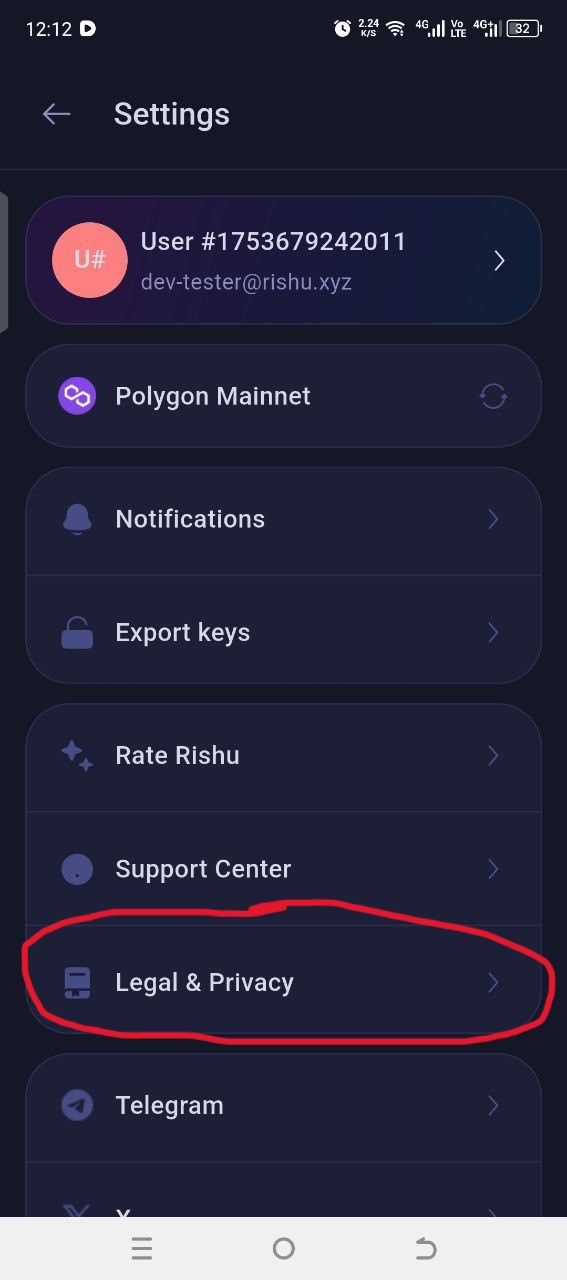 12:12
2.24
K/S
4G
Vo
LTE
4G+
32
Settings
U#
User #1753679242011
dev-tester@rishu.xyz
Polygon Mainnet
Notifications
Export keys
Rate Rishu
Support Center
Legal & Privacy
Telegram
X